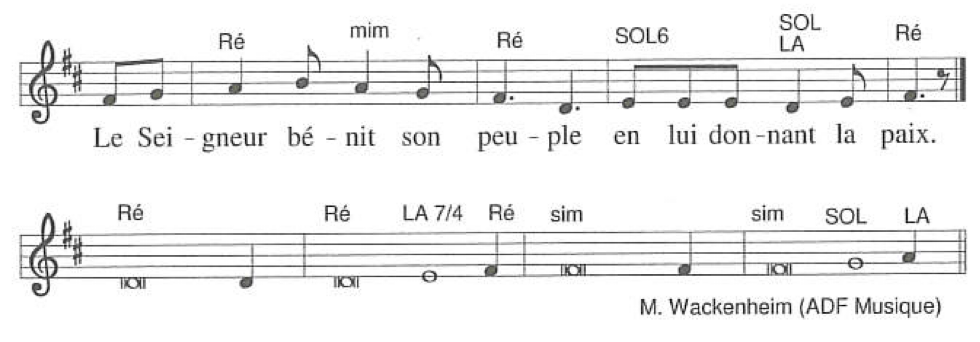 Ré mim Ré SOL6 SOL Ré
LA
Le Sei - gneur bé - nit son peu - ple en lui don - nant la paix.
Ré Ré LA 7/4 Ré sim sim SOL LA
M. Wackenheim (ADF Musique)